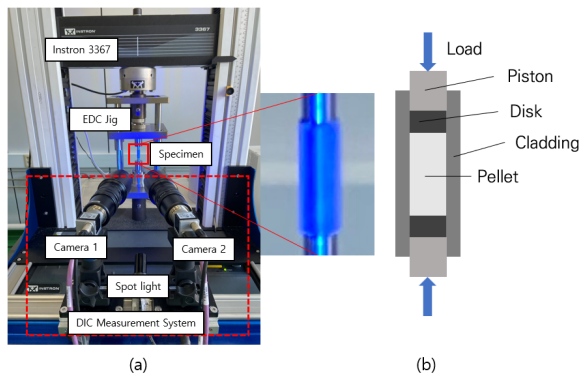 INSTRON
3367
Instron 3367
EDC Jig
Specimen
Camera 1
Camera 2
INSTRON
Spot light
DIC Measurement System
(a)
Load
Piston
Disk
Cladding
Pellet
(b)